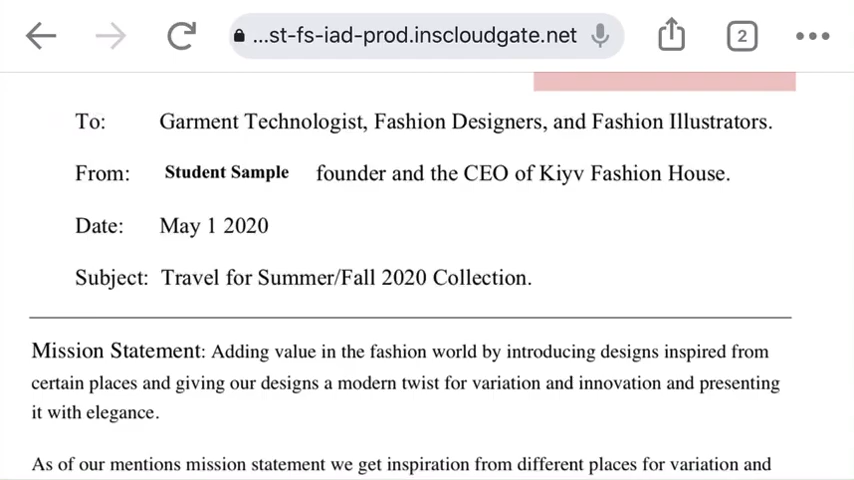 ...st-fs-iad-prod.inscloudgate.net
2
To: Garment Technologist, Fashion Designers, and Fashion Illustrators.
From: Student Sample founder and the CEO of Kiyv Fashion House.
Date: May 1 2020
Subject: Travel for Summer/Fall 2020 Collection.
Mission Statement: Adding value in the fashion world by introducing designs inspired from
certain places and giving our designs a modern twist for variation and innovation and presenting
it with elegance.
As of our mentions mission statement we get inspiration from different places for variation and